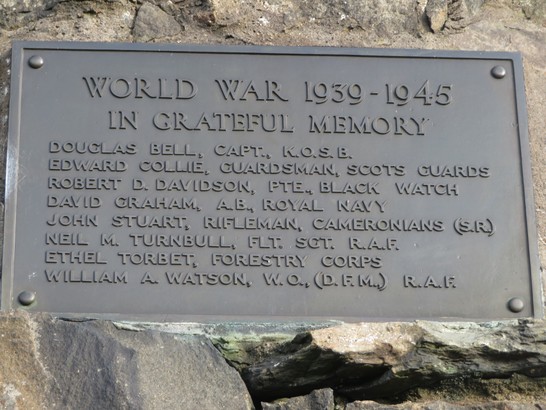 WORLD WAR 1939-1945
IN GRATEFUL MEMORY
DOUGLAS BELL, CAPT., K.O.S.B.
EDWARD COLLIE, GUARDSMAN, SCOTS GUARDS
ROBERT D. DAVIDSON, PTE., BLACK WATCH
DAVID GRAHAM, A.B., ROYAL NAVY
JOHN STUART, RIFLEMAN, CAMERONIANS (S.R.)
NEIL M. TURNBULL, FLT. SGT. R.A.F.
ETHEL TORBET, FORESTRY CORPS
WILLIAM A. WATSON, W.O., (D.F.M.) R.A.F.